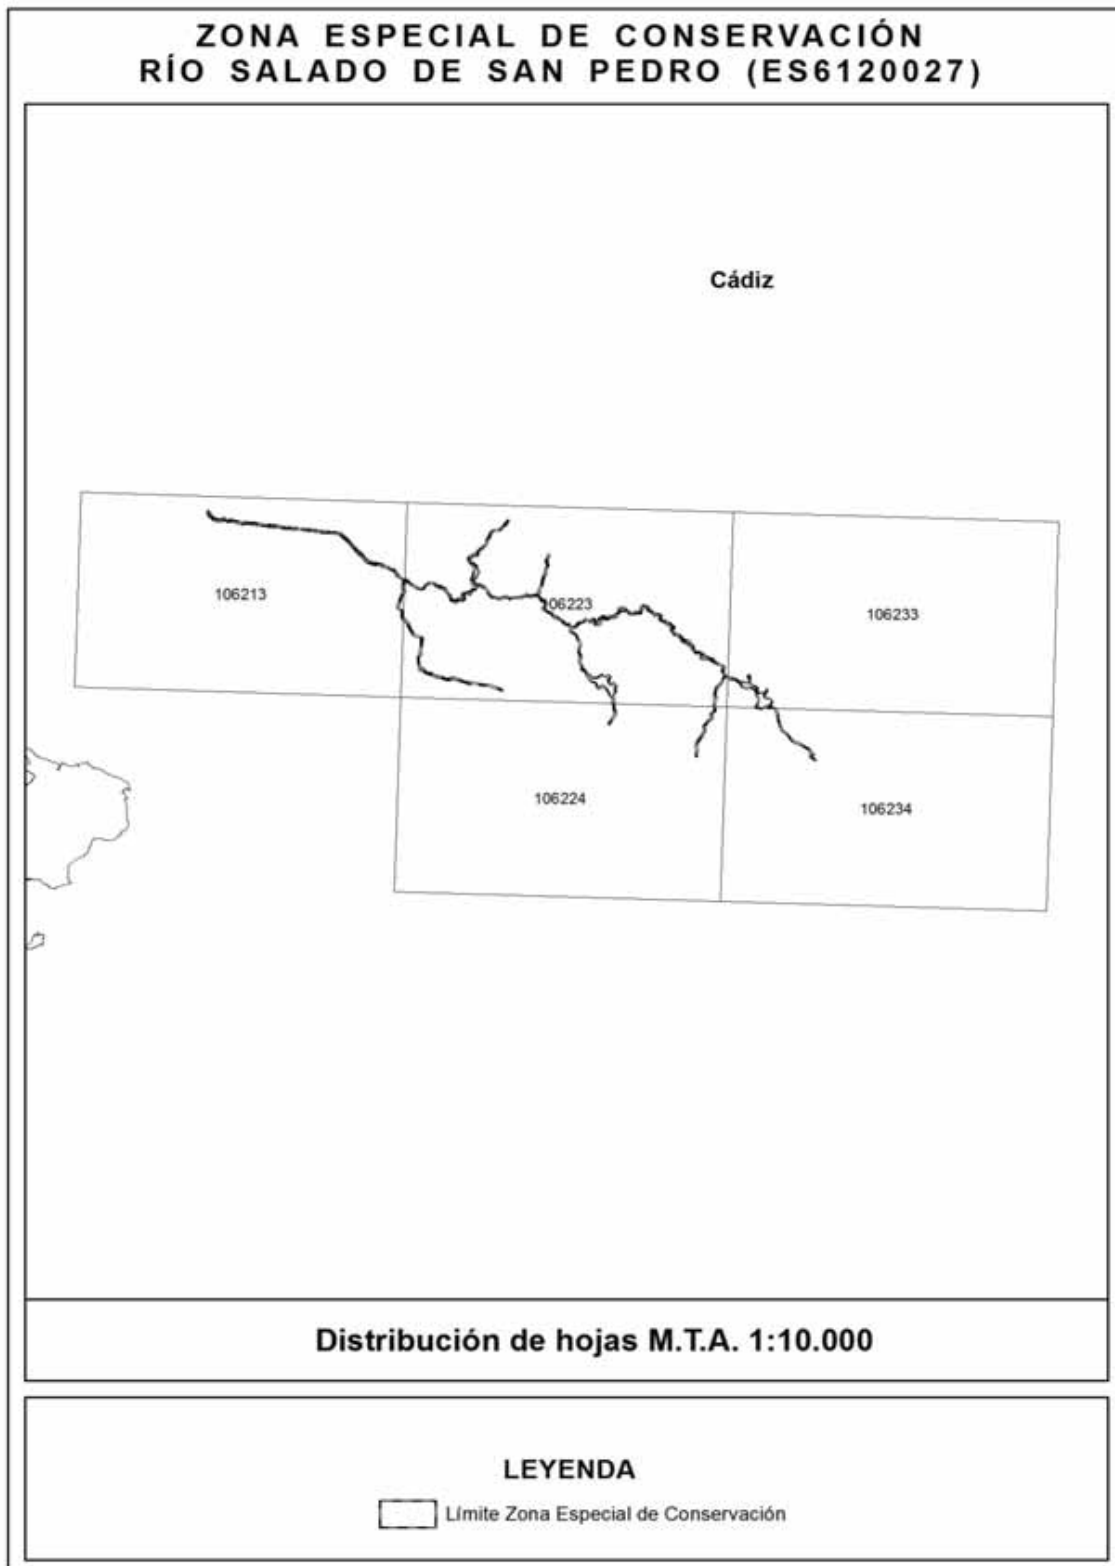 ZONA ESPECIAL DE CONSERVACIÓN
RÍO SALADO DE SAN PEDRO (ES6120027)
Cádiz
106213
106223
106233
106224
106234
Distribución de hojas M.T.A. 1:10.000
LEYENDA
Límite Zona Especial de Conservación